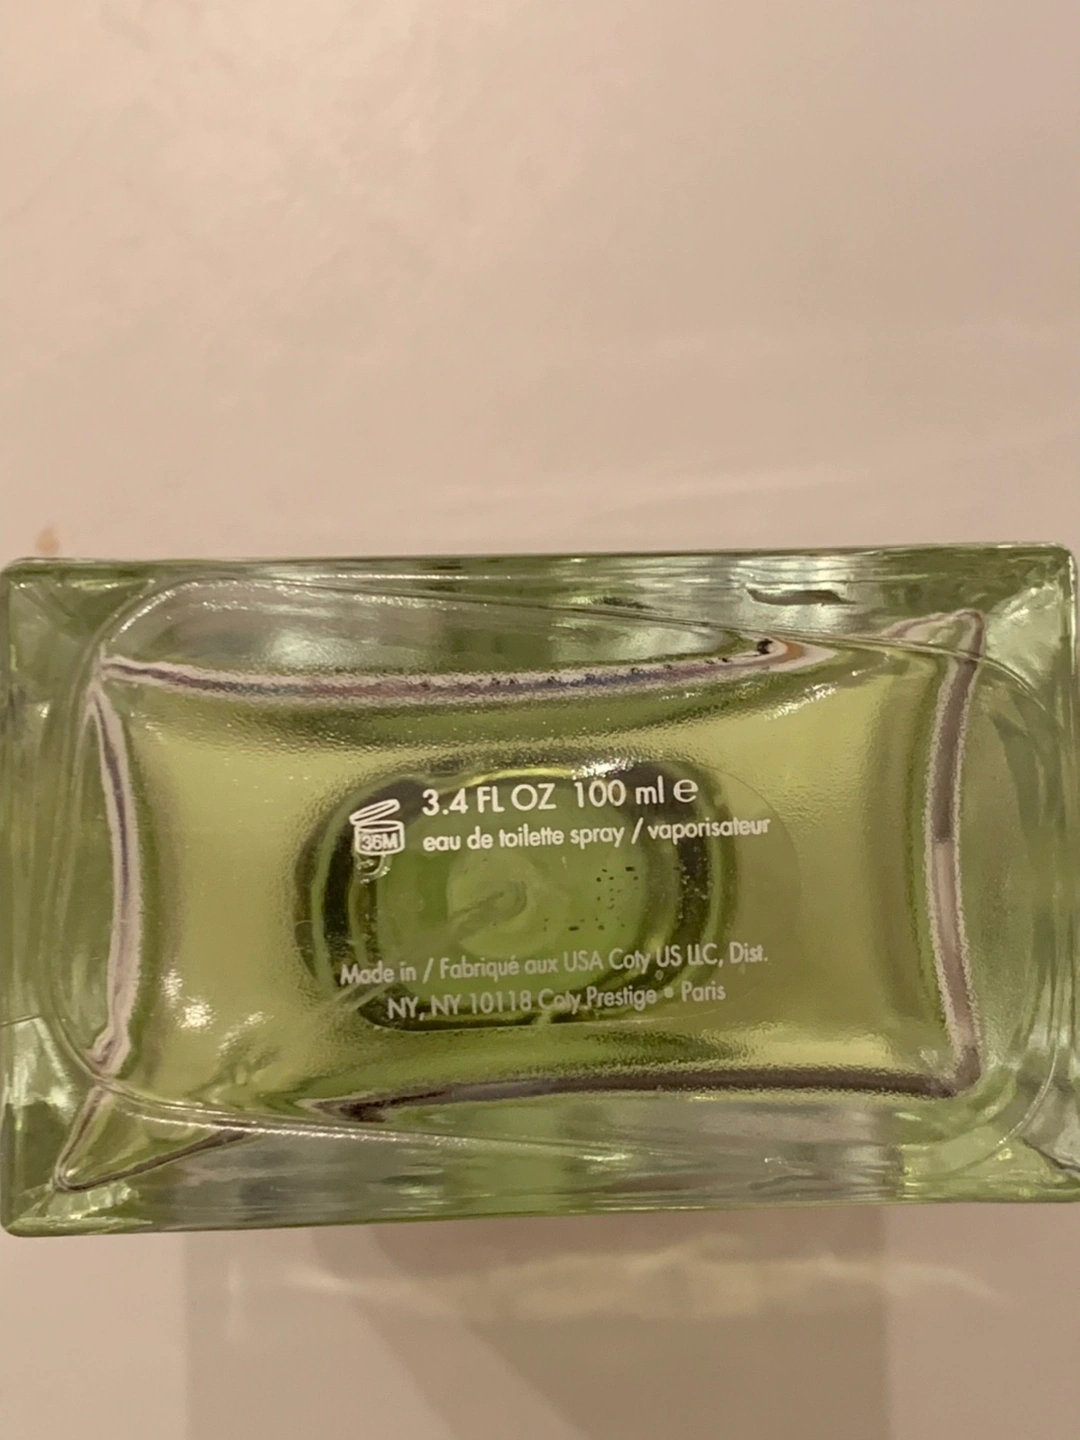 3.4 FL OZ 100 ml e
36M
eau de toilette spray / vaporisateur
Made in / Fabriqué aux USA Coty US LLC, Dist.
NY, NY 10118 Coty Prestige • Paris